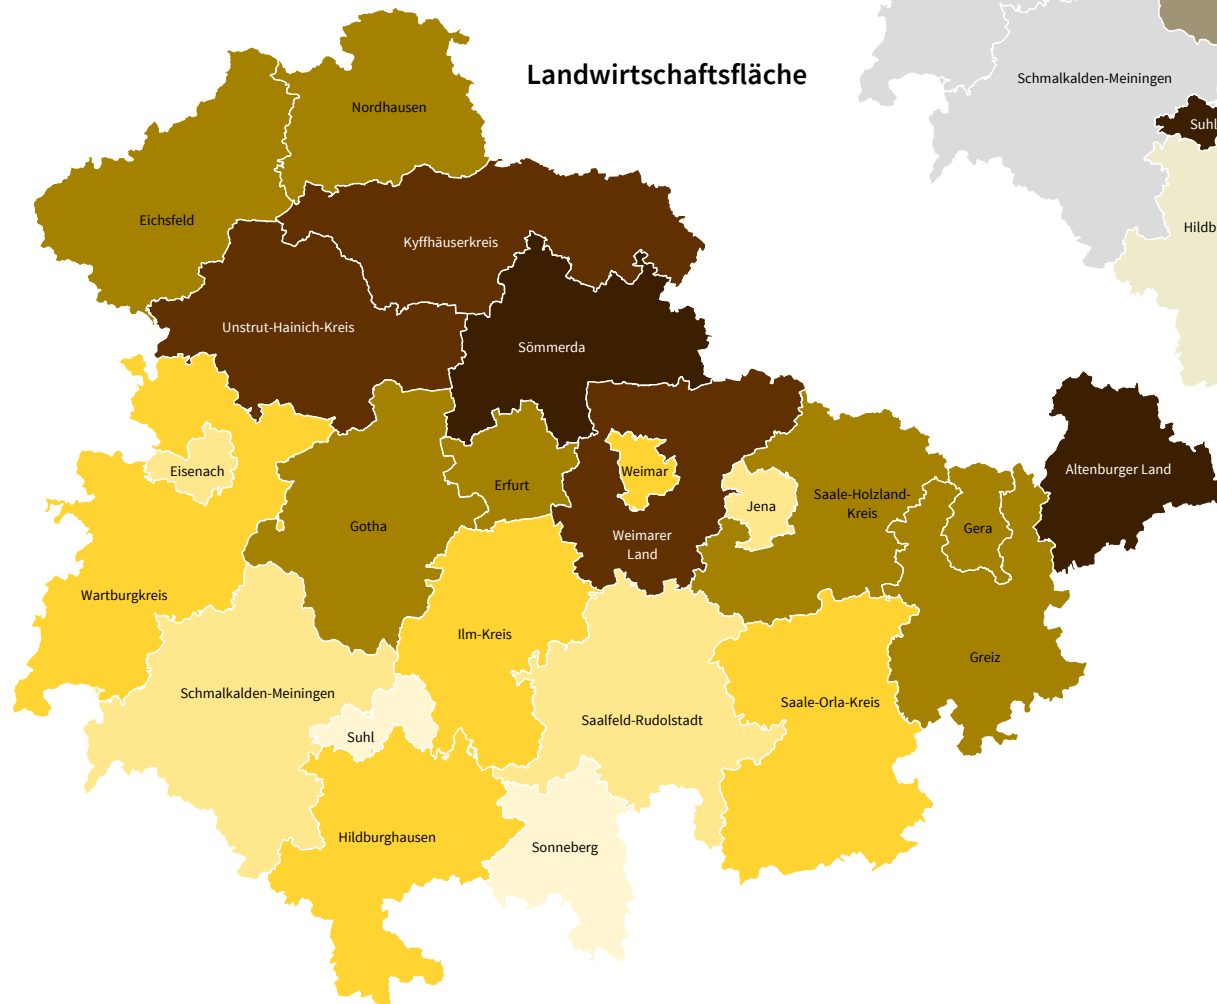 Landwirtschaftsfläche
Schmalkalden-Meiningen
Suhl
Hildb
Nordhausen
Eichsfeld
Kyffhäuserkreis
Unstrut-Hainich-Kreis
Sömmerda
Eisenach
Weimar
Altenburger Land
Erfurt
Jena
Saale-Holzland-
Kreis
Gotha
Gera
Weimarer
Land
Wartburgkreis
Ilm-Kreis
Greiz
Schmalkalden-Meiningen
Saale-Orla-Kreis
Saalfeld-Rudolstadt
Suhl
Hildburghausen
Sonneberg